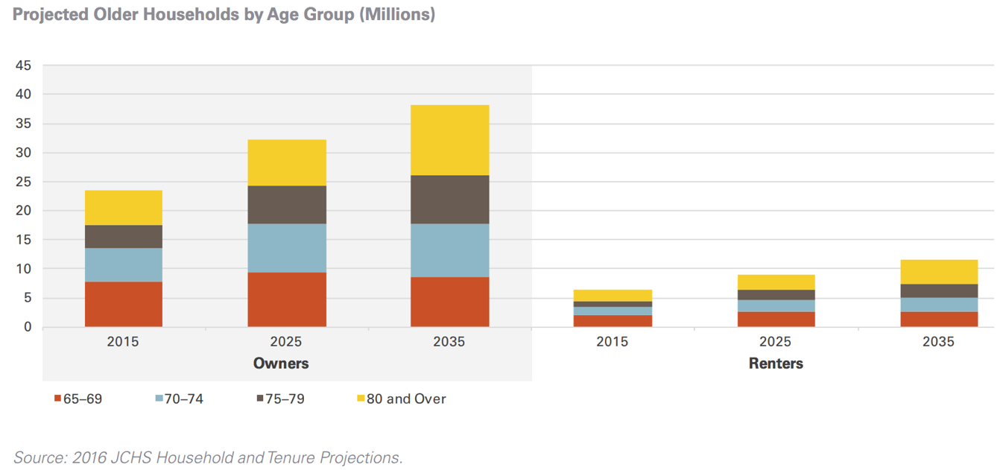 Projected Older Households by Age Group (Millions)
45
40
35
30
25
20
15
10
5
0
2015 2025 2035 2015 2025 2035
Owners Renters
65–69 70–74 75–79 80 and Over
Source: 2016 JCHS Household and Tenure Projections.